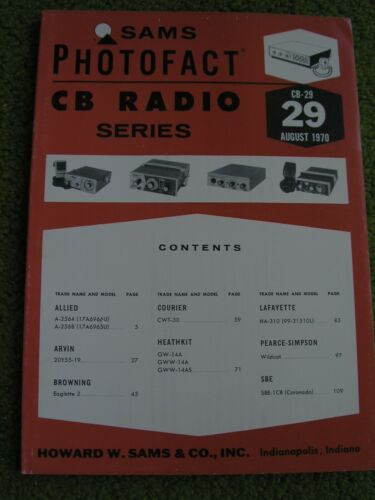 SAMS
PHOTOFACT®
CB RADIO
SERIES
CB-29
29
AUGUST 1970
CONTENTS
TRADE NAME AND MODEL PAGE
ALLIED
A-2564 (17A6966U)
A-2568 (17A6965U) 5
ARVIN
20Y55-19 27
BROWNING
Eaglette 2 45
TRADE NAME AND MODEL PAGE
COURIER
CWT-50 59
HEATHKIT
GW-14A
GWW-14A
GWW-14AS 71
TRADE NAME AND MODEL PAGE
LAFAYETTE
HA-310 (99-31310L) 83
PEARCE-SIMPSON
Wildcat 97
SBE
SBE-1CB (Coronado) 109
HOWARD W. SAMS & CO., INC. Indianapolis, Indiana